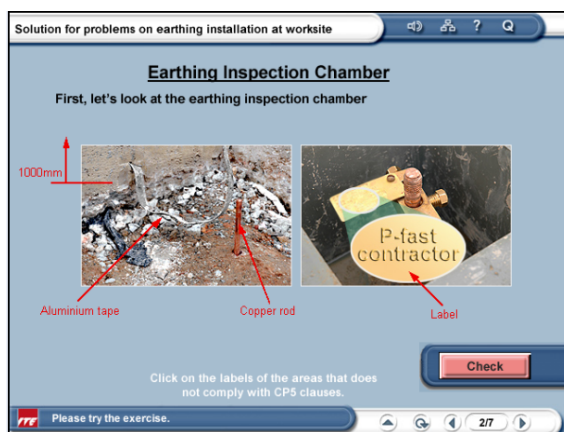 Solution for problems on earthing installation at worksite
? Q
Earthing Inspection Chamber
First, let's look at the earthing inspection chamber
1000mm
P-fast
contractor
Aluminium tape
Copper rod
Label
Check
Click on the labels of the areas that does
not comply with CP5 clauses.
ITE
Please try the exercise.
2/7